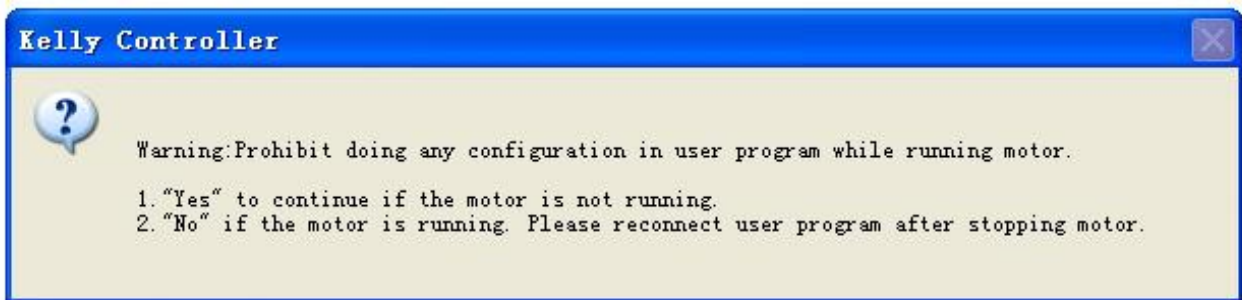 Kelly Controller
?
Warning:Prohibit doing any configuration in user program while running motor.
1."Yes" to continue if the motor is not running.
2."No" if the motor is running. Please reconnect user program after stopping motor.